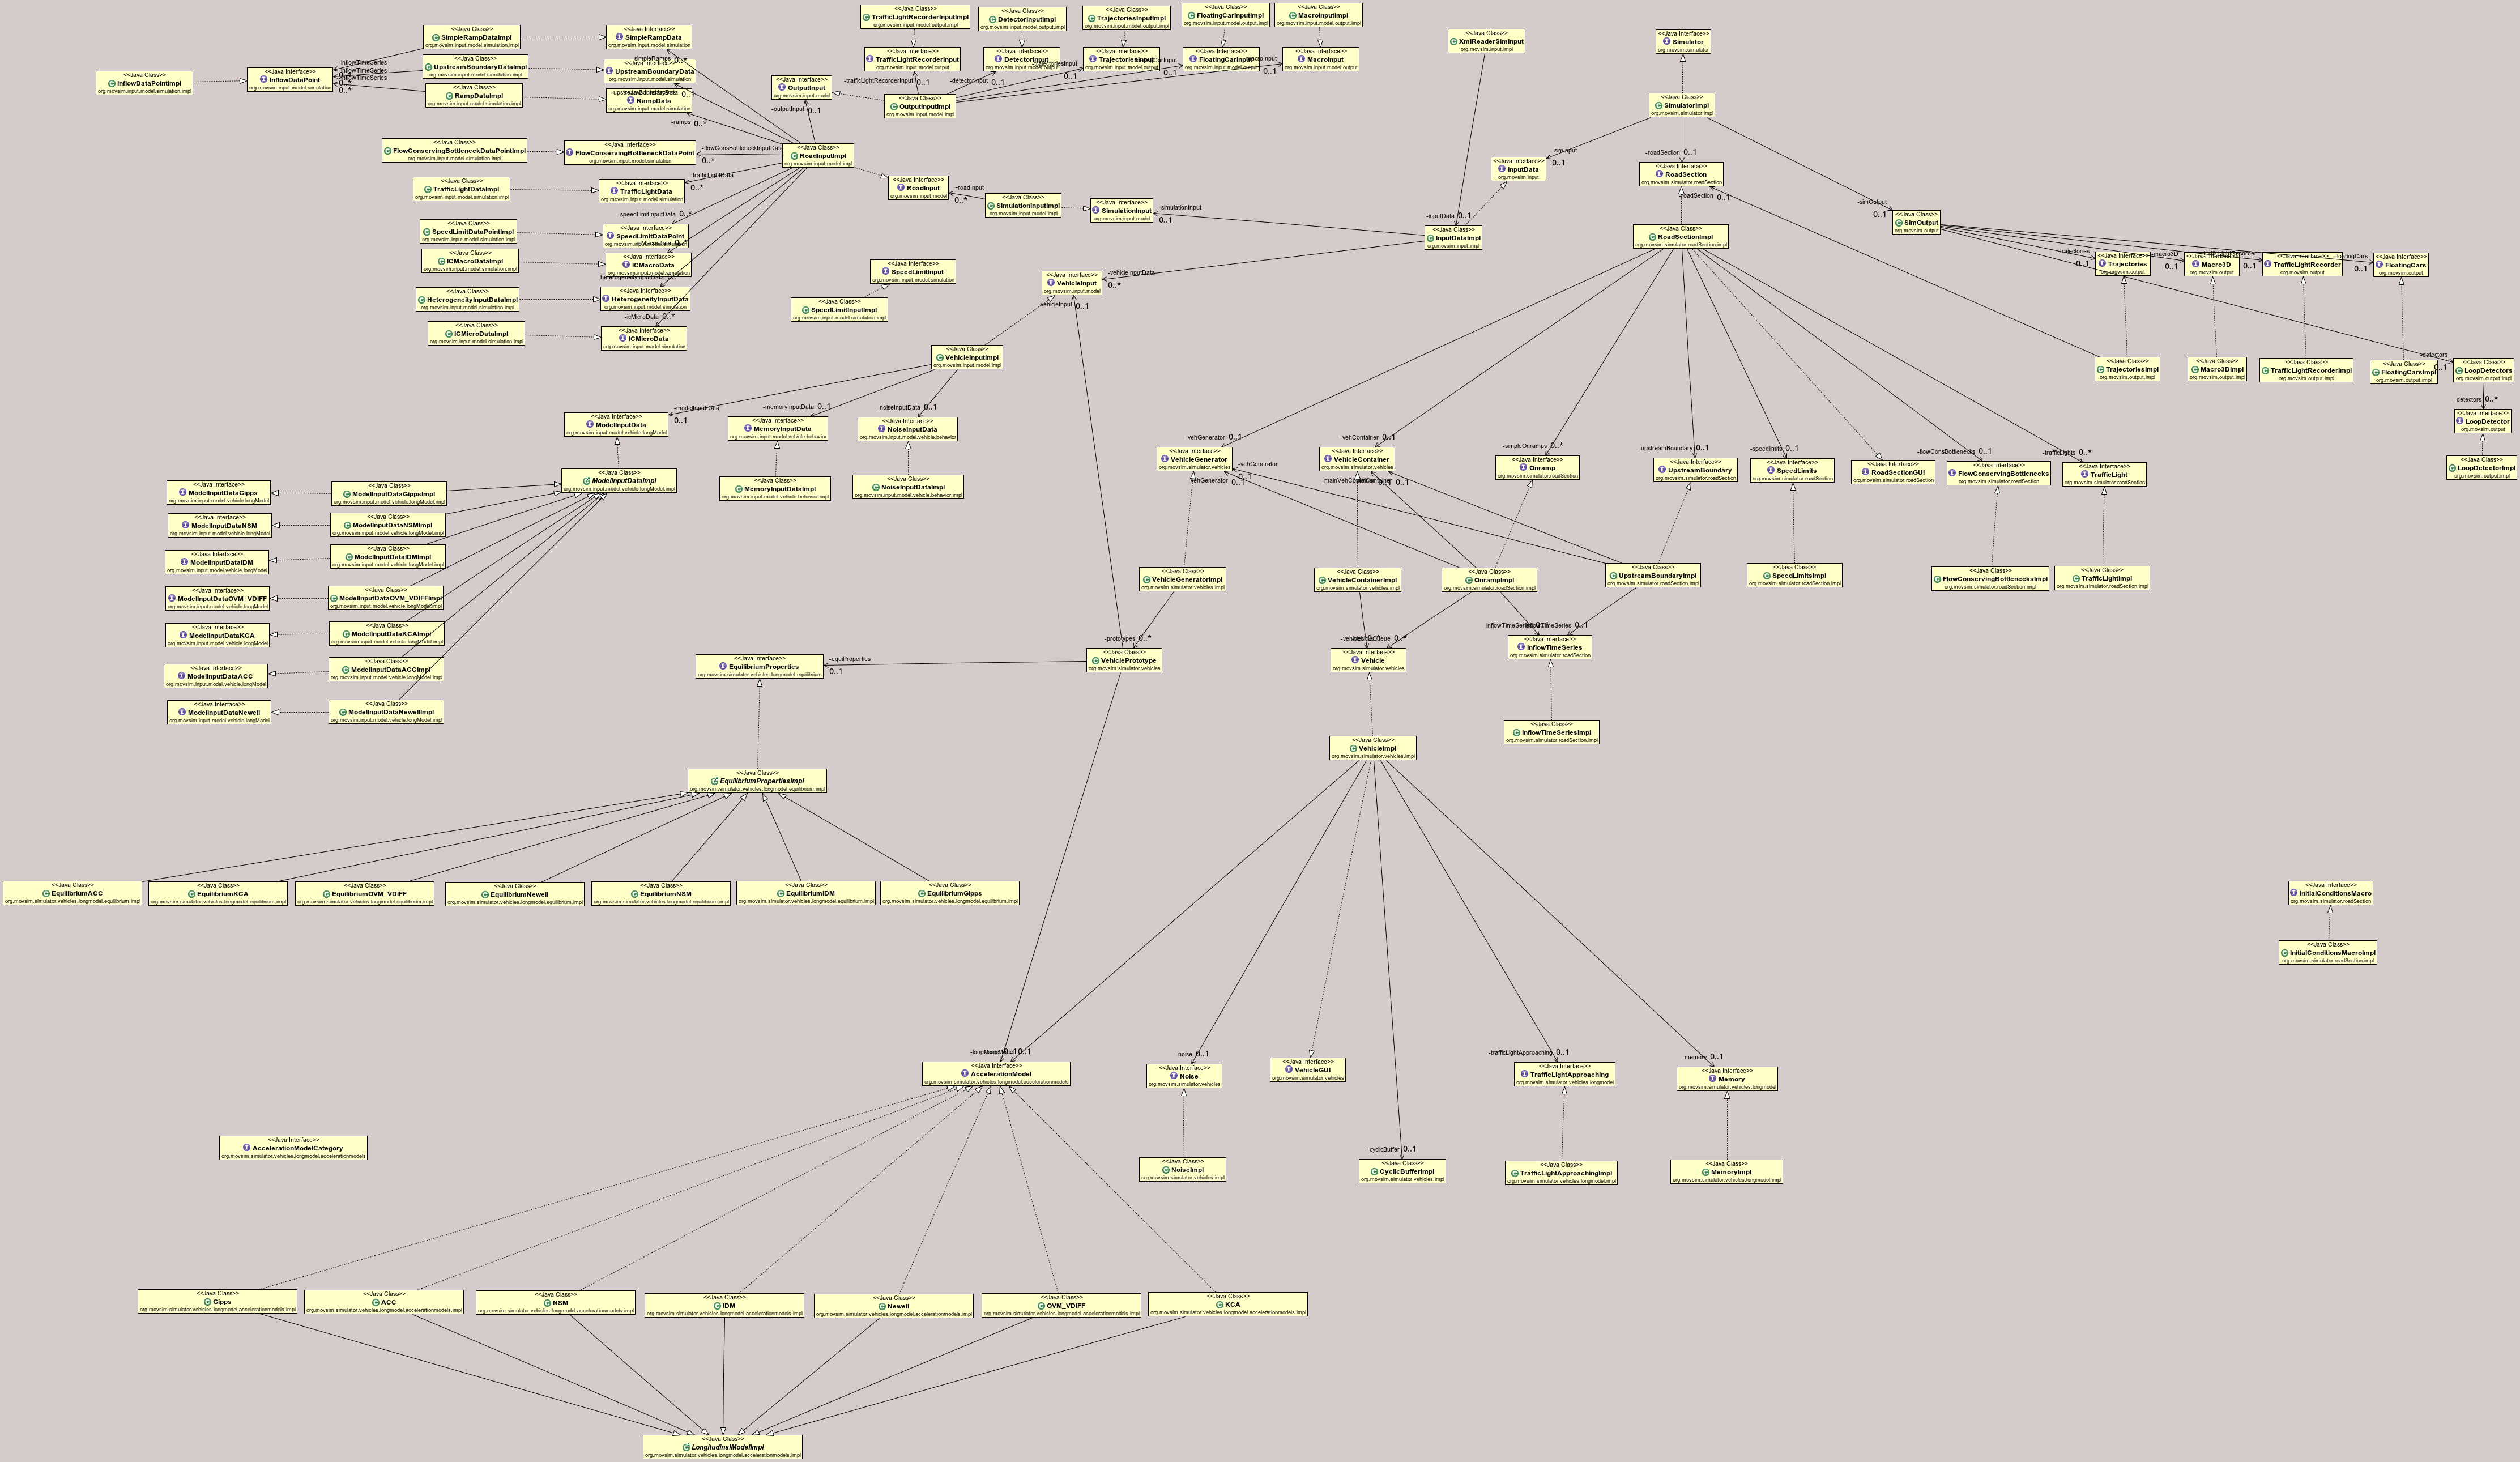 <<Java Class>>
TrafficLightRecorderInputImpl
org.movsim.input.model.output.impl
<<Java Class>>
DetectorInputImpl
org.movsim.input.model.output.impl
<<Java Class>>
TrajectoriesInputImpl
org.movsim.input.model.output.impl
<<Java Class>>
FloatingCarInputImpl
org.movsim.input.model.output.impl
<<Java Class>>
MacroInputImpl
org.movsim.input.model.output.impl
<<Java Class>>
SimpleRampDataImpl
org.movsim.input.model.simulation.impl
<<Java Interface>>
SimpleRampData
org.movsim.input.model.simulation
<<Java Class>>
XmlReaderSimInput
org.movsim.input.impl
<<Java Interface>>
Simulator
org.movsim.simulator
<<Java Interface>>
TrafficLightRecorderInput
org.movsim.input.model.output
<<Java Interface>>
DetectorInput
org.movsim.input.model.output
<<Java Interface>>
TrajectoriesInput
org.movsim.input.model.output
<<Java Interface>>
FloatingCarInput
org.movsim.input.model.output
<<Java Interface>>
MacroInput
org.movsim.input.model.output
<<Java Class>>
InflowDataPointImpl
org.movsim.input.model.simulation.impl
<<Java Interface>>
InflowDataPoint
org.movsim.input.model.simulation
-inflowTimeSeries
-inflowTimeSeries
-inflowTimeSeries
0..*
<<Java Class>>
UpstreamBoundaryDataImpl
org.movsim.input.model.simulation.impl
<<Java Interface>>
UpstreamBoundaryData
org.movsim.input.model.simulation
<<Java Class>>
RampDataImpl
org.movsim.input.model.simulation.impl
RampData
org.movsim.input.model.simulation
-ramps 0..*
<<Java Interface>>
OutputInput
org.movsim.input.model
-outputInput 0..1
-trafficLightRecorderInput 0..1
-detectorInput 0..1
0..1
0..1
0..1
<<Java Class>>
OutputInputImpl
org.movsim.input.model.impl
<<Java Class>>
SimulatorImpl
org.movsim.simulator.impl
<<Java Class>>
FlowConservingBottleneckDataPointImpl
org.movsim.input.model.simulation.impl
<<Java Interface>>
FlowConservingBottleneckDataPoint
org.movsim.input.model.simulation
-flowConsBottleneckInputData
0..*
<<Java Class>>
RoadInputImpl
org.movsim.input.model.impl
<<Java Class>>
TrafficLightDataImpl
org.movsim.input.model.simulation.impl
<<Java Interface>>
TrafficLightData
org.movsim.input.model.simulation
-trafficLightData
0..*
<<Java Interface>>
RoadInput
org.movsim.input.model
-roadInput
0..*
<<Java Class>>
SimulationInputImpl
org.movsim.input.model.impl
<<Java Interface>>
SimulationInput
org.movsim.input.model
-simulationInput
0..1
<<Java Interface>>
InputData
org.movsim.input
-simInput
0..1
-roadSection 0..1
<<Java Interface>>
RoadSection
org.movsim.simulator.roadSection
-roadSection
0..1
-simOutput
0..1
<<Java Class>>
SimOutput
org.movsim.output
-inputData 0..1
<<Java Class>>
InputDataImpl
org.movsim.input.impl
<<Java Class>>
RoadSectionImpl
org.movsim.simulator.roadSection.impl
-speedLimitInputData 0..*
<<Java Class>>
SpeedLimitDataPointImpl
org.movsim.input.model.simulation.impl
<<Java Interface>>
SpeedLimitDataPoint
<<Java Class>>
ICMacroDataImpl
org.movsim.input.model.simulation.impl
-icMacroData 0..*
<<Java Interface>>
ICMacroData
org.movsim.input.model.simulation
-heterogeneityInputData 0..*
<<Java Class>>
HeterogeneityInputDataImpl
org.movsim.input.model.simulation.impl
<<Java Interface>>
HeterogeneityInputData
org.movsim.input.model.simulation
-icMicroData 0..*
<<Java Class>>
ICMicroDataImpl
org.movsim.input.model.simulation.impl
<<Java Interface>>
ICMicroData
org.movsim.input.model.simulation
<<Java Interface>>
SpeedLimitInput
org.movsim.input.model.simulation
<<Java Class>>
SpeedLimitInputImpl
org.movsim.input.model.simulation.impl
<<Java Interface>>
VehicleInput
org.movsim.input.model
-vehicleInputData
0..*
-vehicleInput 0..1
<<Java Class>>
VehicleInputImpl
org.movsim.input.model.impl
-trajectories
0..1
<<Java Interface>>
Trajectories
org.movsim.output
-macro3D
0..1
Macro3D
org.movsim.output
0..1
<<Java Interface>>
TrafficLightRecorder
org.movsim.output
-floatingCars
0..1
<<Java Interface>>
FloatingCars
org.movsim.output
<<Java Class>>
TrajectoriesImpl
org.movsim.output.impl
<<Java Class>>
Macro3DImpl
org.movsim.output.impl
<<Java Class>>
TrafficLightRecorderImpl
org.movsim.output.impl
<<Java Class>>
FloatingCarsImpl
org.movsim.output.impl
-detectors
0..1
<<Java Class>>
LoopDetectors
org.movsim.output.impl
-detectors 0..*
<<Java Interface>>
LoopDetector
org.movsim.output
<<Java Class>>
LoopDetectorImpl
org.movsim.output.impl
<<Java Interface>>
ModelInputData
org.movsim.input.model.vehicle.longModel
-modelInputData
0..1
-memoryInputData 0..1
<<Java Interface>>
MemoryInputData
org.movsim.input.model.vehicle.behavior
-noiseInputData 0..1
<<Java Interface>>
NoiseInputData
org.movsim.input.model.vehicle.behavior
<<Java Class>>
ModelInputDataImpl
org.movsim.input.model.vehicle.longModel.impl
<<Java Class>>
MemoryInputDataImpl
org.movsim.input.model.vehicle.behavior.impl
<<Java Class>>
NoiseInputDataImpl
org.movsim.input.model.vehicle.behavior.impl
<<Java Interface>>
ModelInputDataGipps
org.movsim.input.model.vehicle.longModel
<<Java Class>>
ModelInputDataGippsImpl
org.movsim.input.model.vehicle.longModel.impl
<<Java Interface>>
ModelInputDataNSM
org.movsim.input.model.vehicle.longModel
<<Java Class>>
ModelInputDataNSMImpl
org.movsim.input.model.vehicle.longModel.impl
<<Java Interface>>
ModelInputDataIDM
org.movsim.input.model.vehicle.longModel
<<Java Class>>
ModelInputDataIDMImpl
org.movsim.input.model.vehicle.longModel.impl
<<Java Interface>>
ModelInputDataOVM_VDIFF
org.movsim.input.model.vehicle.longModel
<<Java Class>>
ModelInputDataOVM_VDIFFImpl
org.movsim.input.model.vehicle.longModel.impl
<<Java Interface>>
ModelInputDataKCA
org.movsim.input.model.vehicle.longModel
<<Java Class>>
ModelInputDataKCAImpl
org.movsim.input.model.vehicle.longModel.impl
<<Java Interface>>
ModelInputDataACC
org.movsim.input.model.vehicle.longModel
<<Java Class>>
ModelInputDataACCImpl
org.movsim.input.model.vehicle.longModel.impl
<<Java Interface>>
ModelInputDataNewell
org.movsim.input.model.vehicle.longModel
<<Java Class>>
ModelInputDataNewellImpl
org.movsim.input.model.vehicle.longModel.impl
-vehGenerator 0..1
<<Java Interface>>
VehicleGenerator
org.movsim.simulator.vehicles
-vehGenerator
0..1
-vehGenerator
0..1
-vehContainer 0..1
<<Java Interface>>
VehicleContainer
org.movsim.simulator.vehicles
0..1
-simpleOnramps 0..*
<<Java Interface>>
Onramp
org.movsim.simulator.roadSection
-upstreamBoundary 0..1
<<Java Interface>>
UpstreamBoundary
org.movsim.simulator.roadSection
-speedlimits 0..1
<<Java Interface>>
SpeedLimits
org.movsim.simulator.roadSection
<<Java Interface>>
RoadSectionGUI
org.movsim.simulator.roadSection
-flowConsBottlenecks 0..1
<<Java Interface>>
FlowConservingBottlenecks
org.movsim.simulator.roadSection
-trafficLights 0..*
<<Java Interface>>
TrafficLight
org.movsim.simulator.roadSection
<<Java Class>>
VehicleGeneratorImpl
org.movsim.simulator.vehicles.impl
<<Java Class>>
VehicleContainerImpl
org.movsim.simulator.vehicles.impl
<<Java Class>>
OnrampImpl
org.movsim.simulator.roadSection.impl
<<Java Class>>
UpstreamBoundaryImpl
org.movsim.simulator.roadSection.impl
<<Java Class>>
SpeedLimitsImpl
org.movsim.simulator.roadSection.impl
<<Java Class>>
FlowConservingBottlenecksImpl
org.movsim.simulator.roadSection.impl
<<Java Class>>
TrafficLightImpl
org.movsim.simulator.roadSection.impl
-prototypes 0..*
<<Java Class>>
VehiclePrototype
org.movsim.simulator.vehicles
0..*
<<Java Interface>>
Vehicle
org.movsim.simulator.vehicles
-inflowTimeSeries
0..1
<<Java Interface>>
InflowTimeSeries
org.movsim.simulator.roadSection
<<Java Interface>>
EquilibriumProperties
org.movsim.simulator.vehicles.longmodel.equilibrium
-equiProperties
0..1
<<Java Class>>
InflowTimeSeriesImpl
org.movsim.simulator.roadSection.impl
<<Java Class>>
VehicleImpl
org.movsim.simulator.vehicles.impl
<<Java Class>>
EquilibriumPropertiesImpl
org.movsim.simulator.vehicles.longmodel.equilibrium.impl
<<Java Class>>
EquilibriumACC
org.movsim.simulator.vehicles.longmodel.equilibrium.impl
<<Java Class>>
EquilibriumKCA
org.movsim.simulator.vehicles.longmodel.equilibrium.impl
<<Java Class>>
EquilibriumOVM_VDIFF
org.movsim.simulator.vehicles.longmodel.equilibrium.impl
<<Java Class>>
EquilibriumNewell
org.movsim.simulator.vehicles.longmodel.equilibrium.impl
<<Java Class>>
EquilibriumNSM
org.movsim.simulator.vehicles.longmodel.equilibrium.impl
<<Java Class>>
EquilibriumIDM
org.movsim.simulator.vehicles.longmodel.equilibrium.impl
<<Java Class>>
EquilibriumGipps
org.movsim.simulator.vehicles.longmodel.equilibrium.impl
<<Java Interface>>
InitialConditionsMacro
org.movsim.simulator.roadSection
<<Java Class>>
InitialConditionsMacroImpl
org.movsim.simulator.roadSection.impl
0..1
<<Java Interface>>
AccelerationModel
org.movsim.simulator.vehicles.longmodel.accelerationmodels
-noise 0..1
<<Java Interface>>
Noise
org.movsim.simulator.vehicles
<<Java Interface>>
VehicleGUI
org.movsim.simulator.vehicles
-trafficLightApproaching 0..1
<<Java Interface>>
TrafficLightApproaching
org.movsim.simulator.vehicles.longmodel
-memory 0..1
<<Java Interface>>
Memory
org.movsim.simulator.vehicles.longmodel
<<Java Interface>>
AccelerationModelCategory
org.movsim.simulator.vehicles.longmodel.accelerationmodels
<<Java Class>>
NoiseImpl
org.movsim.simulator.vehicles.impl
-cyclicBuffer 0..1
<<Java Class>>
CyclicBufferImpl
org.movsim.simulator.vehicles.impl
<<Java Class>>
TrafficLightApproachingImpl
org.movsim.simulator.vehicles.longmodel.impl
<<Java Class>>
MemoryImpl
org.movsim.simulator.vehicles.longmodel.impl
<<Java Class>>
Gipps
org.movsim.simulator.vehicles.longmodel.accelerationmodels.impl
<<Java Class>>
ACC
org.movsim.simulator.vehicles.longmodel.accelerationmodels.impl
<<Java Class>>
NSM
org.movsim.simulator.vehicles.longmodel.accelerationmodels.impl
<<Java Class>>
IDM
org.movsim.simulator.vehicles.longmodel.accelerationmodels.impl
<<Java Class>>
Newell
org.movsim.simulator.vehicles.longmodel.accelerationmodels.impl
<<Java Class>>
OVM_VDIFF
org.movsim.simulator.vehicles.longmodel.accelerationmodels.impl
<<Java Class>>
KCA
org.movsim.simulator.vehicles.longmodel.accelerationmodels.impl
<<Java Class>>
LongitudinalModelImpl
org.movsim.simulator.vehicles.longmodel.accelerationmodels.impl